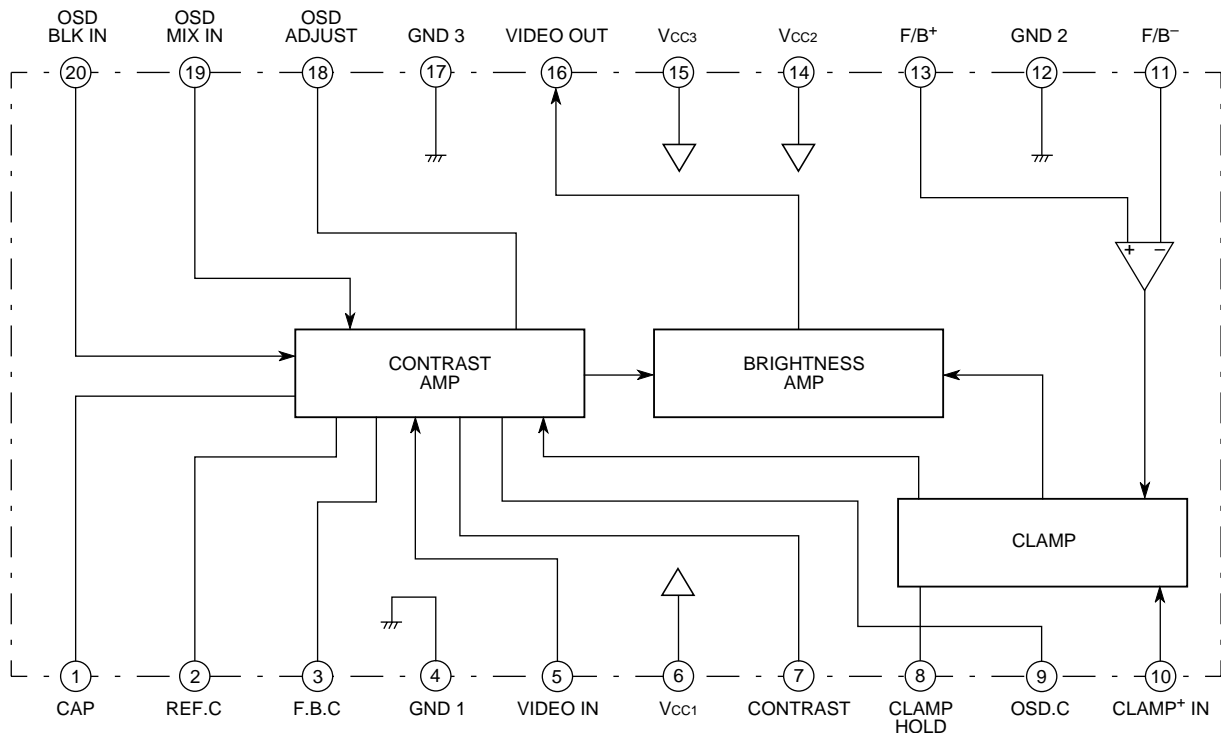 OSD
BLK IN
OSD
MIX IN
OSD
ADJUST
GND 3
VIDEO OUT
VCC3
VCC2
F/B+
GND 2
F/B−
20
19
18
17
16
15
14
13
12
11
+ −
CONTRAST
AMP
BRIGHTNESS
AMP
CLAMP
1
2
3
4
5
6
7
8
9
10
CAP
REF.C
F.B.C
GND 1
VIDEO IN
VCC1
CONTRAST
CLAMP
HOLD
OSD.C
CLAMP+ IN